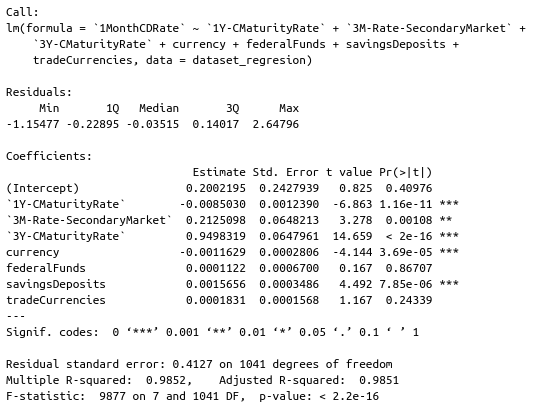 Call:
lm(formula = `1MonthCDRate` ~ `1Y-CMaturityRate` + `3M-Rate-SecondaryMarket` +
    `3Y-CMaturityRate` + currency + federalFunds + savingsDeposits +
    tradeCurrencies, data = dataset_regresion)

Residuals:
     Min       1Q   Median       3Q      Max
-1.15477 -0.22895 -0.03515  0.14017  2.64796

Coefficients:
                            Estimate Std. Error t value Pr(>|t|)
(Intercept)                0.2002195  0.2427939   0.825  0.40976
`1Y-CMaturityRate`        -0.0085030  0.0012390  -6.863 1.16e-11 ***
`3M-Rate-SecondaryMarket`  0.2125098  0.0648213   3.278  0.00108 **
`3Y-CMaturityRate`         0.9498319  0.0647961  14.659  < 2e-16 ***
currency                  -0.0011629  0.0002806  -4.144 3.69e-05 ***
federalFunds               0.0001122  0.0006700   0.167  0.86707
savingsDeposits            0.0015656  0.0003486   4.492 7.85e-06 ***
tradeCurrencies            0.0001831  0.0001568   1.167  0.24339
---
Signif. codes:  0 ‘***’ 0.001 ‘**’ 0.01 ‘*’ 0.05 ‘.’ 0.1 ‘ ’ 1

Residual standard error: 0.4127 on 1041 degrees of freedom
Multiple R-squared:  0.9852,    Adjusted R-squared:  0.9851
F-statistic:  9877 on 7 and 1041 DF,  p-value: < 2.2e-16